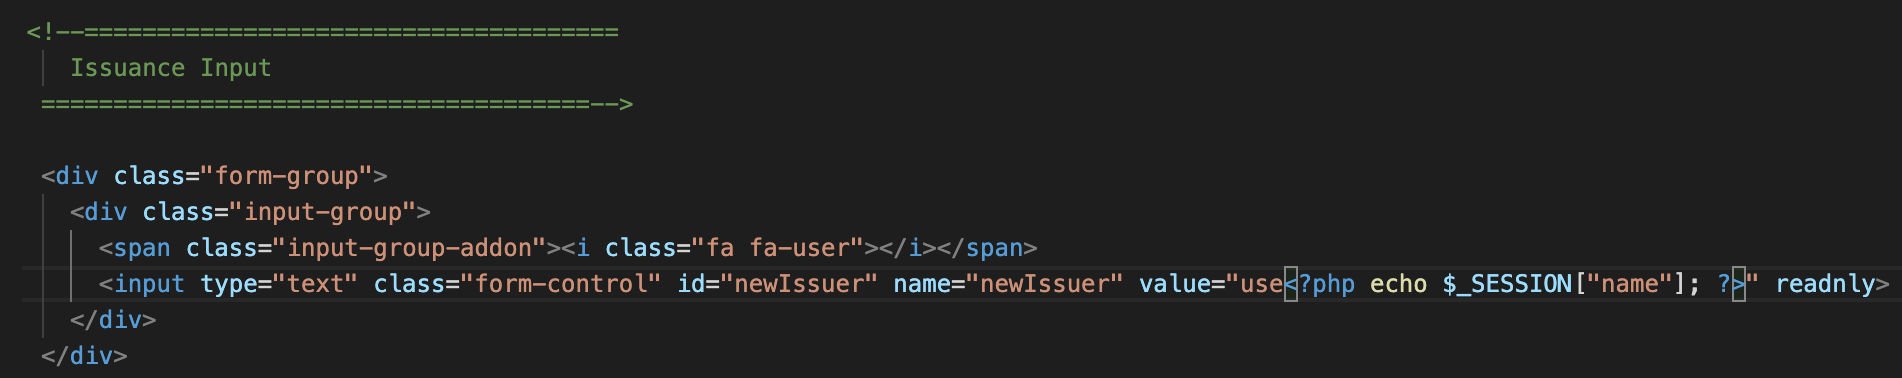 <!--=====================================
Issuance Input
======================================-->
<div class="form-group">
<div class="input-group">
<span class="input-group-addon"><i class="fa fa-user"></i></span>
<input type="text" class="form-control" id="newIssuer" name="newIssuer" value="use<?php echo $_SESSION["name"]; ?>" readnly>
</div>
</div>